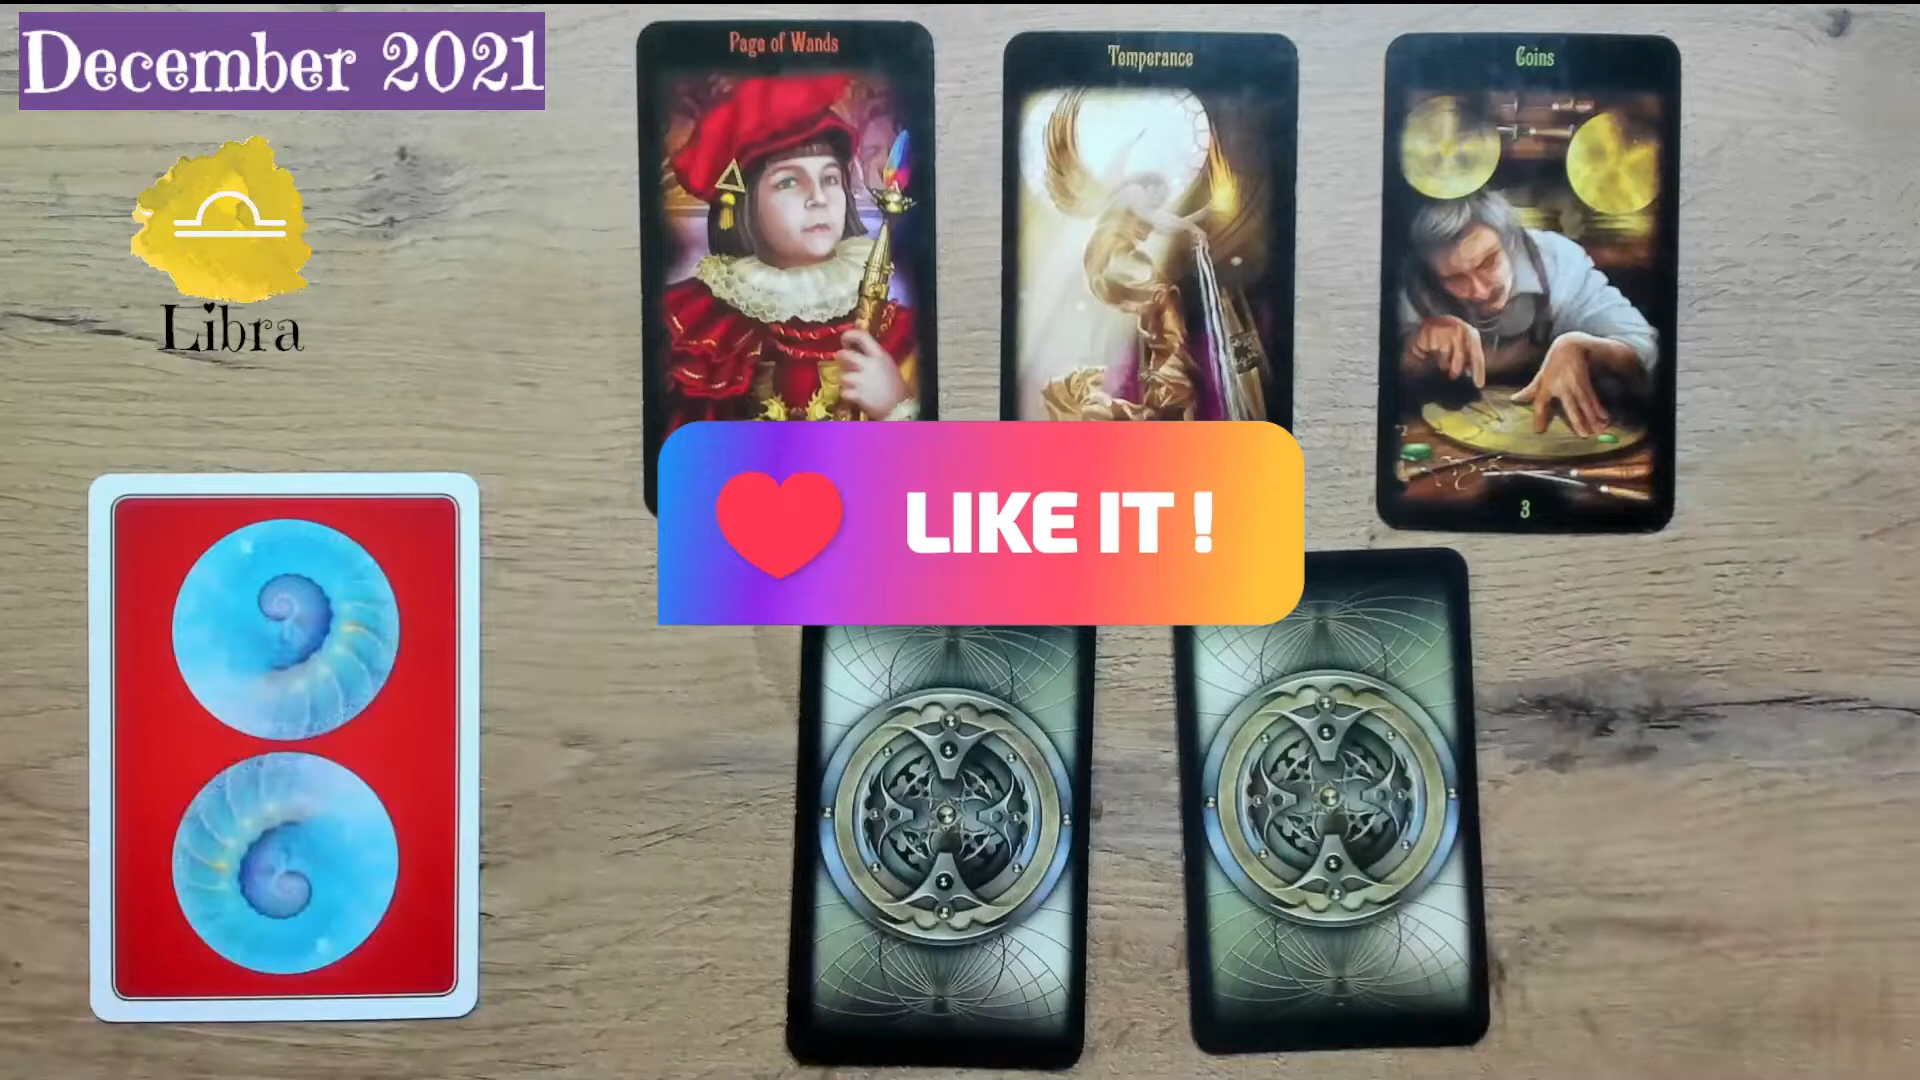 December 2021
Libra
Page of Wands
Temperance
Coins
3
LIKE IT !